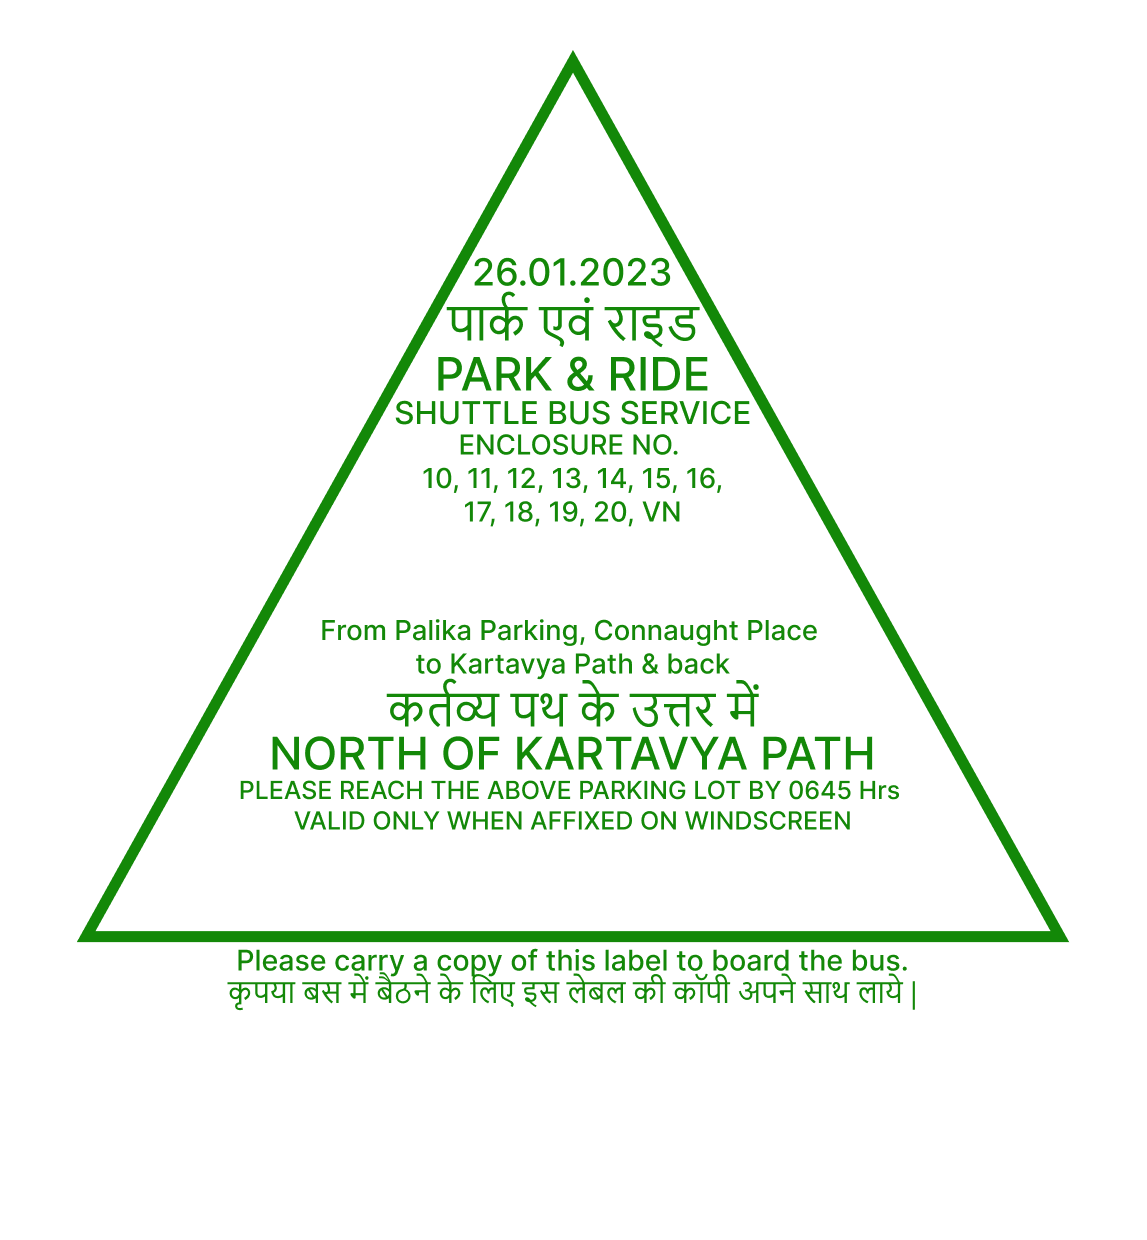 26.01.2023
पार्क एवं राइड
PARK & RIDE
SHUTTLE BUS SERVICE
ENCLOSURE NO.
10, 11, 12, 13, 14, 15, 16,
17, 18, 19, 20, VN
From Palika Parking, Connaught Place
to Kartavya Path & back
कर्तव्य पथ के उत्तर में
NORTH OF KARTAVYA PATH
PLEASE REACH THE ABOVE PARKING LOT BY 0645 Hrs
VALID ONLY WHEN AFFIXED ON WINDSCREEN
Please carry a copy of this label to board the bus.
कृपया बस में बैठने के लिए इस लेबल की कॉपी अपने साथ लाये |